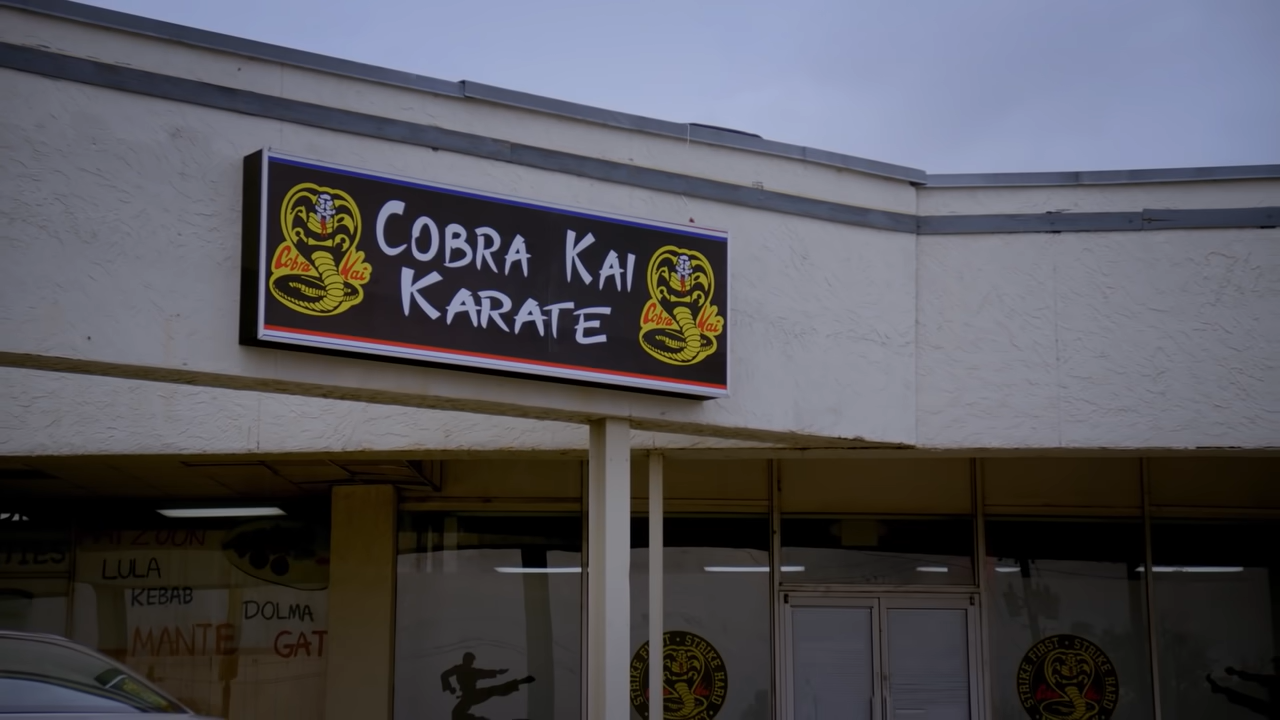 COBRA KAI
KARATE
Cobra Kai
Cobra Kai
LULA
KEBAB
DOLMA
MANTE
GAT
STRIKE FIRST · STRIKE HARD
STRIKE FIRST · STRIKE HARD